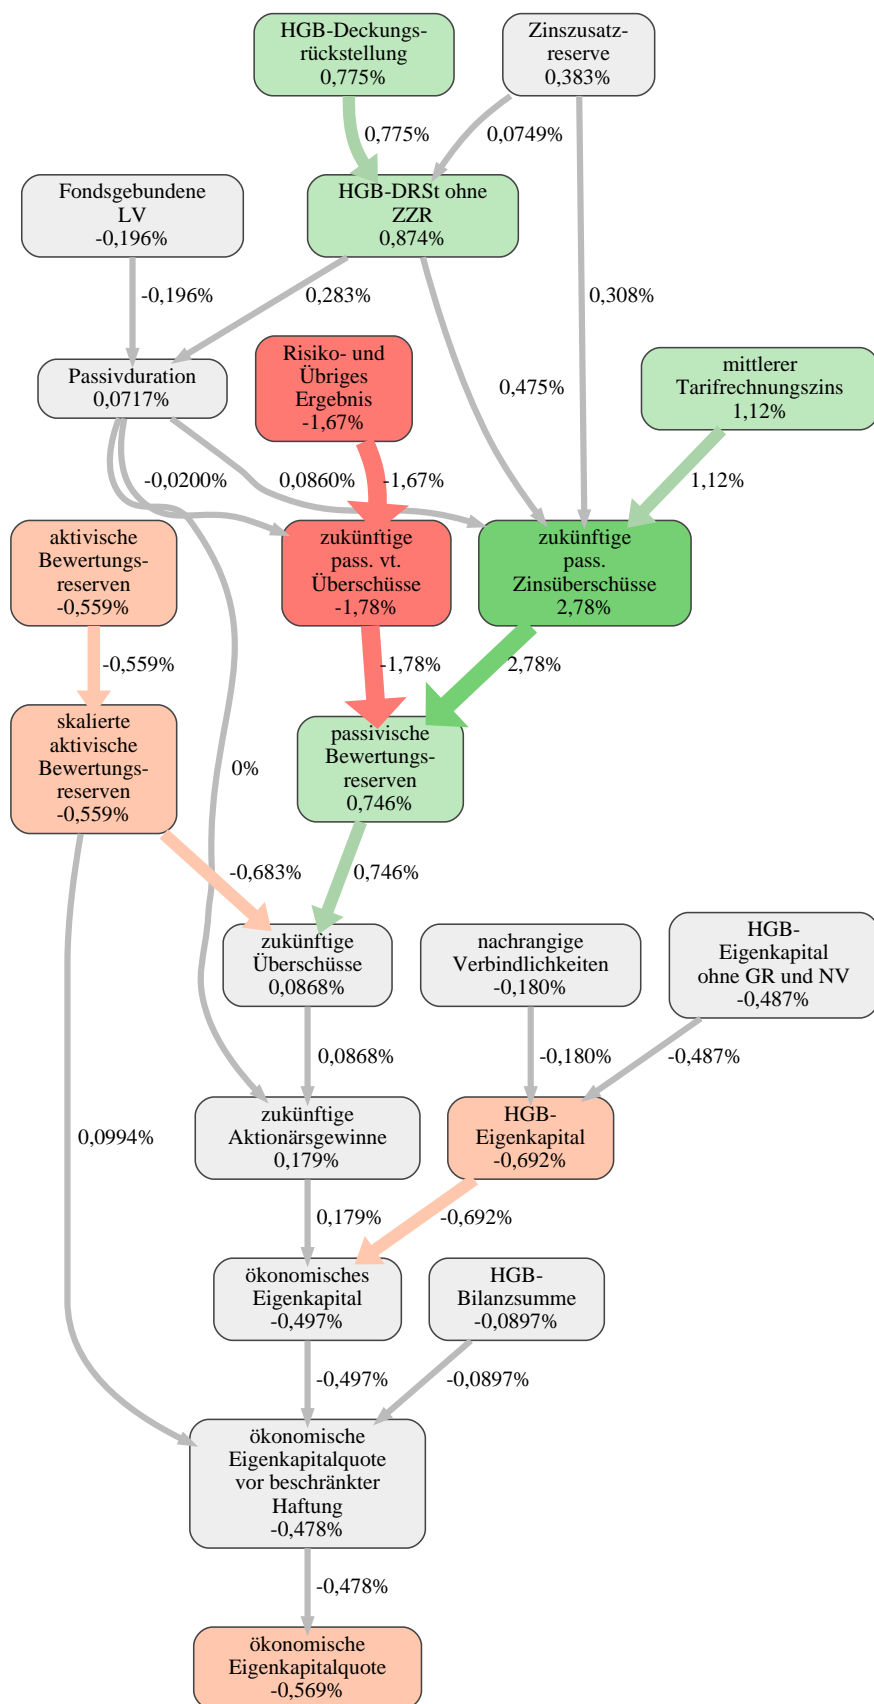 HGB-Deckungs-
rückstellung
0,775%
Zinszusatz-
reserve
0,383%
0,775%
0,0749%
Fondsgebundene
LV
-0,196%
HGB-DRSt ohne
ZZR
0,874%
-0,196%
0,283%
0,308%
Passivduration
0,0717%
Risiko- und
Übriges
Ergebnis
-1,67%
0,475%
mittlerer
Tarifrechnungszins
1,12%
-0,0200%
0,0860%
-1,67%
1,12%
aktivische
Bewertungs-
reserven
-0,559%
zukünftige
pass. vt.
Überschüsse
-1,78%
zukünftige
pass.
Zinsüberschüsse
2,78%
-0,559%
-1,78%
2,78%
skalierte
aktivische
Bewertungs-
reserven
-0,559%
0%
passivische
Bewertungs-
reserven
0,746%
-0,683%
0,746%
zukünftige
Überschüsse
0,0868%
nachrangige
Verbindlichkeiten
-0,180%
HGB-
Eigenkapital
ohne GR und NV
-0,487%
0,0868%
-0,180%
-0,487%
0,0994%
zukünftige
Aktionärsgewinne
0,179%
HGB-
Eigenkapital
-0,692%
0,179%
-0,692%
ökonomisches
Eigenkapital
-0,497%
HGB-
Bilanzsumme
-0,0897%
-0,497%
-0,0897%
ökonomische
Eigenkapitalquote
vor beschränkter
Haftung
-0,478%
-0,478%
ökonomische
Eigenkapitalquote
-0,569%